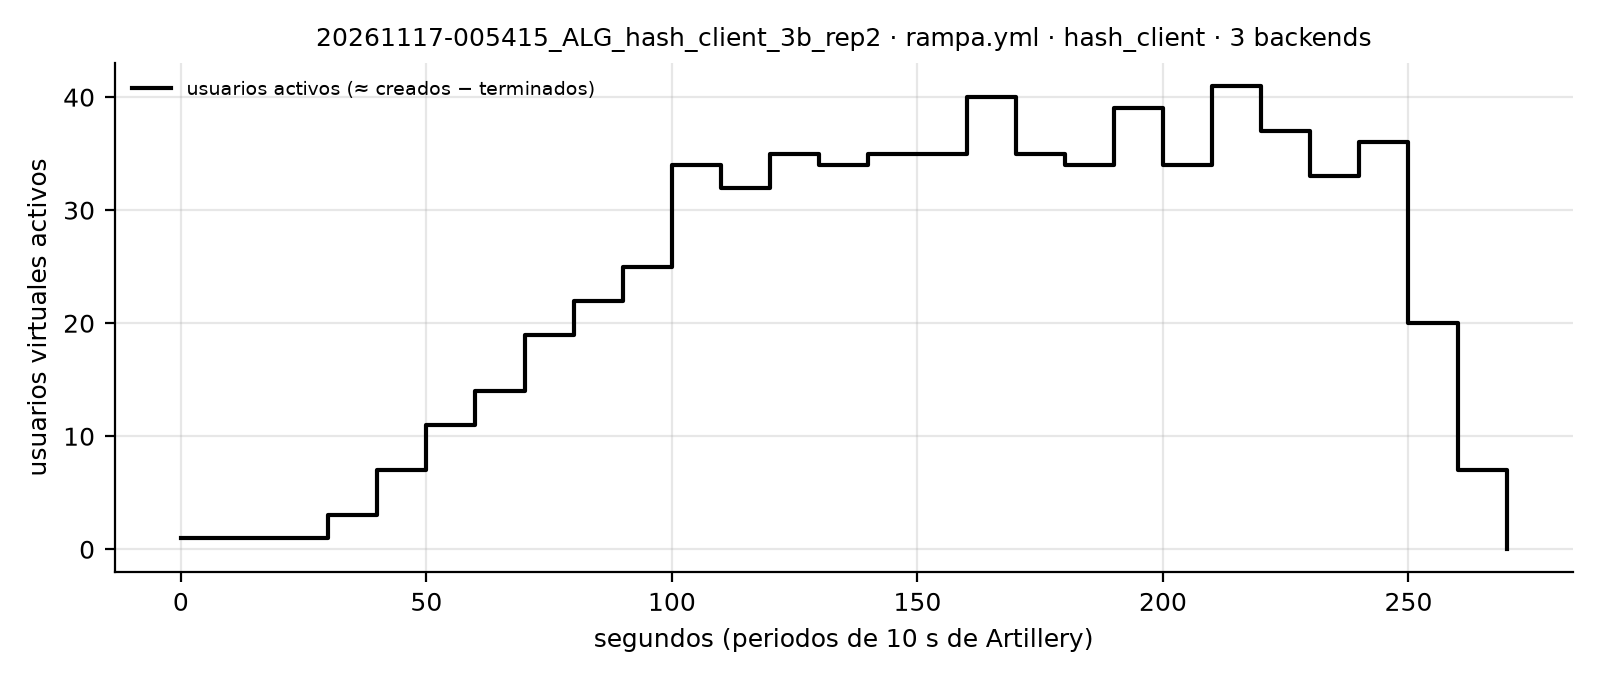 20261117-005415_ALG_hash_client_3b_rep2 · rampa.yml · hash_client · 3 backends
usuarios activos (≈ creados − terminados)
usuarios virtuales activos
40
30
20
10
0
0 50 100 150 200 250
segundos (periodos de 10 s de Artillery)